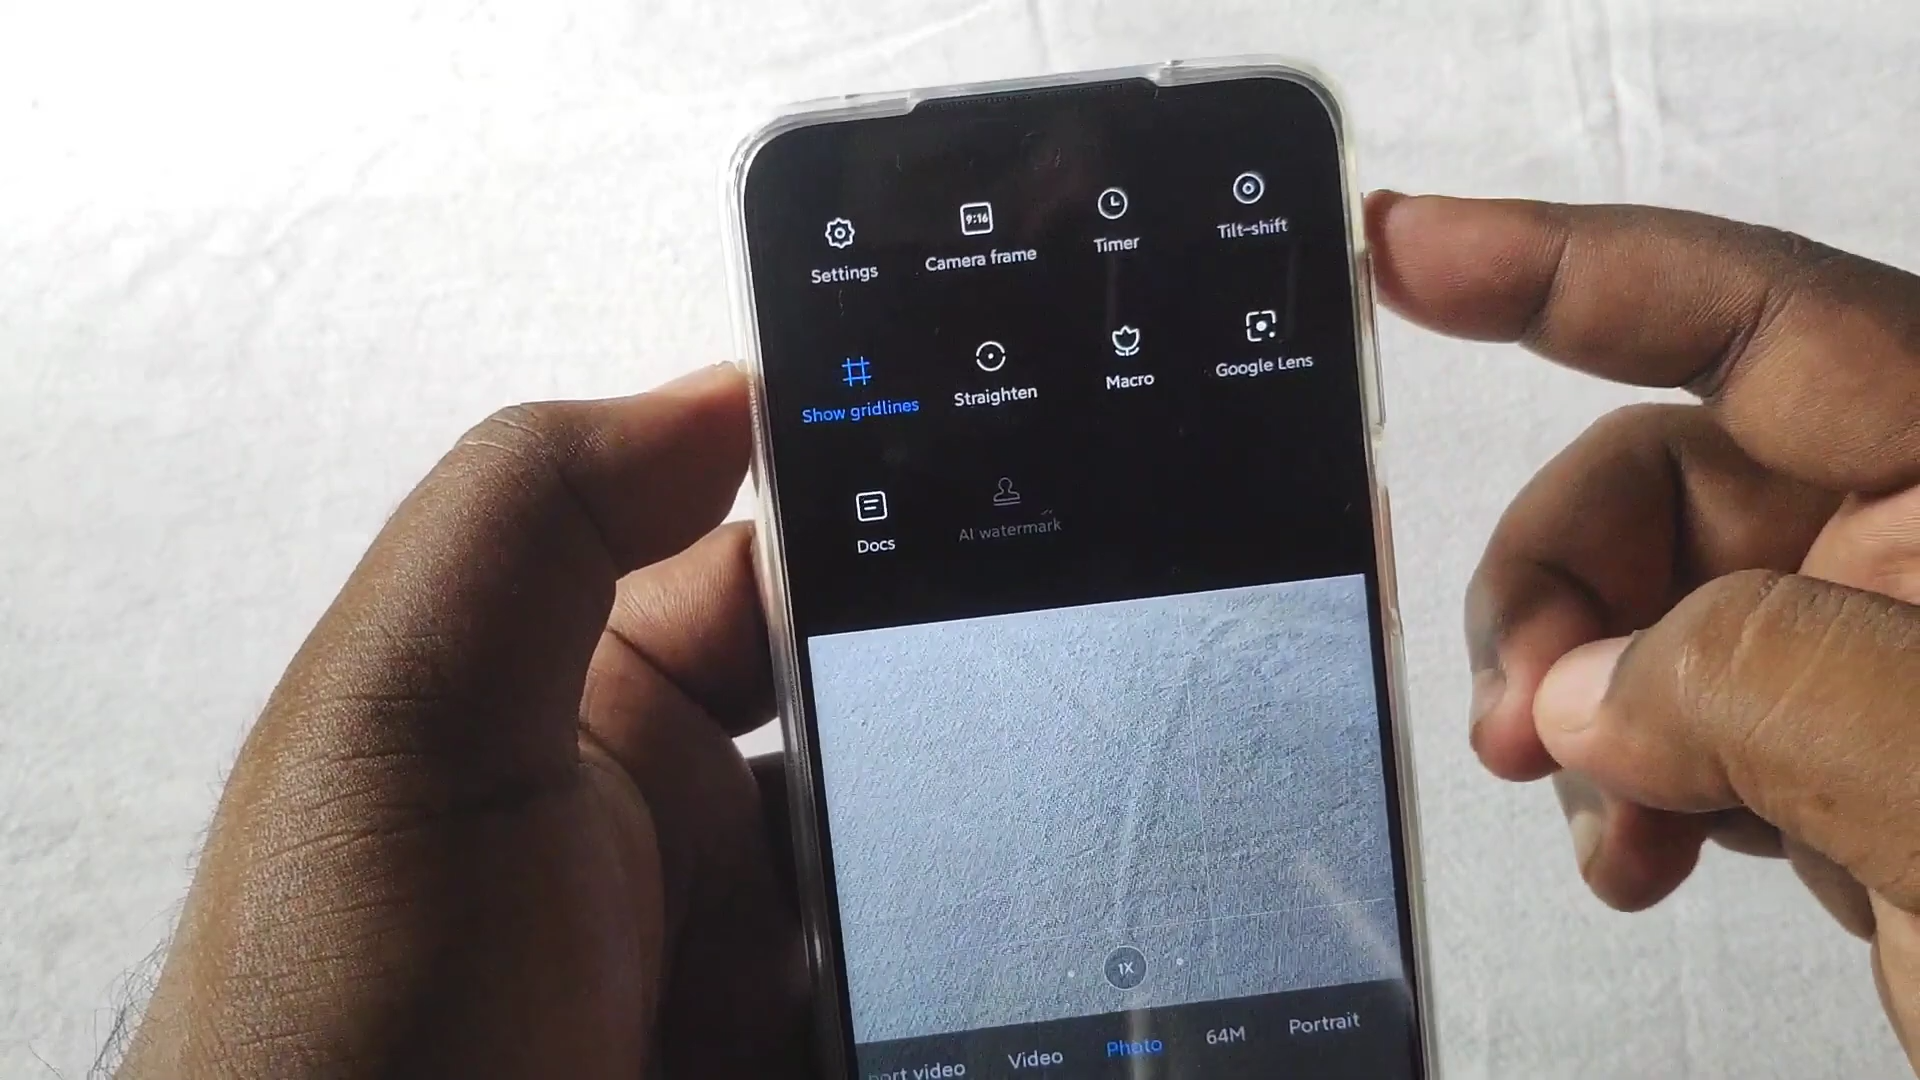 9:16
Settings
Camera frame
Timer
Tilt-shift
Show gridlines
Straighten
Macro
Google Lens
Docs
AI watermark
1X
video
Video
Photo
64M
Portrait